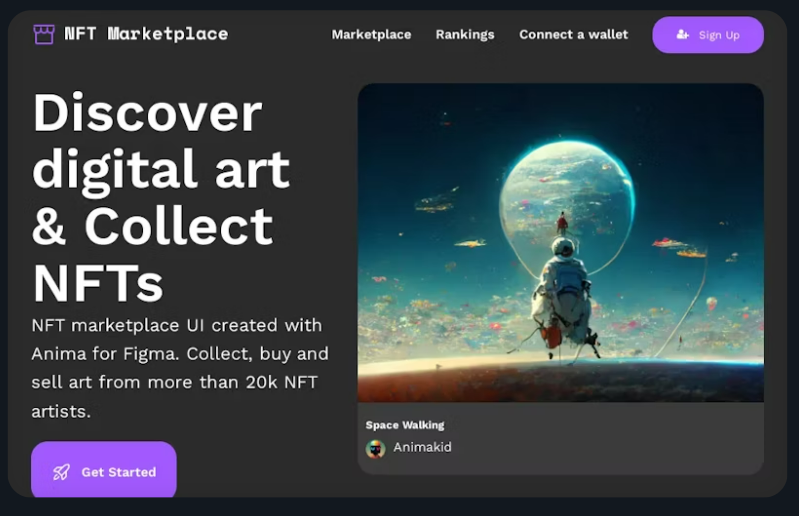 NFT Marketplace
Marketplace
Rankings
Connect a wallet
Sign Up
Discover
digital art
& Collect
NFTs
NFT marketplace UI created with
Anima for Figma. Collect, buy and
sell art from more than 20k NFT
artists.
Get Started
Space Walking
Animakid